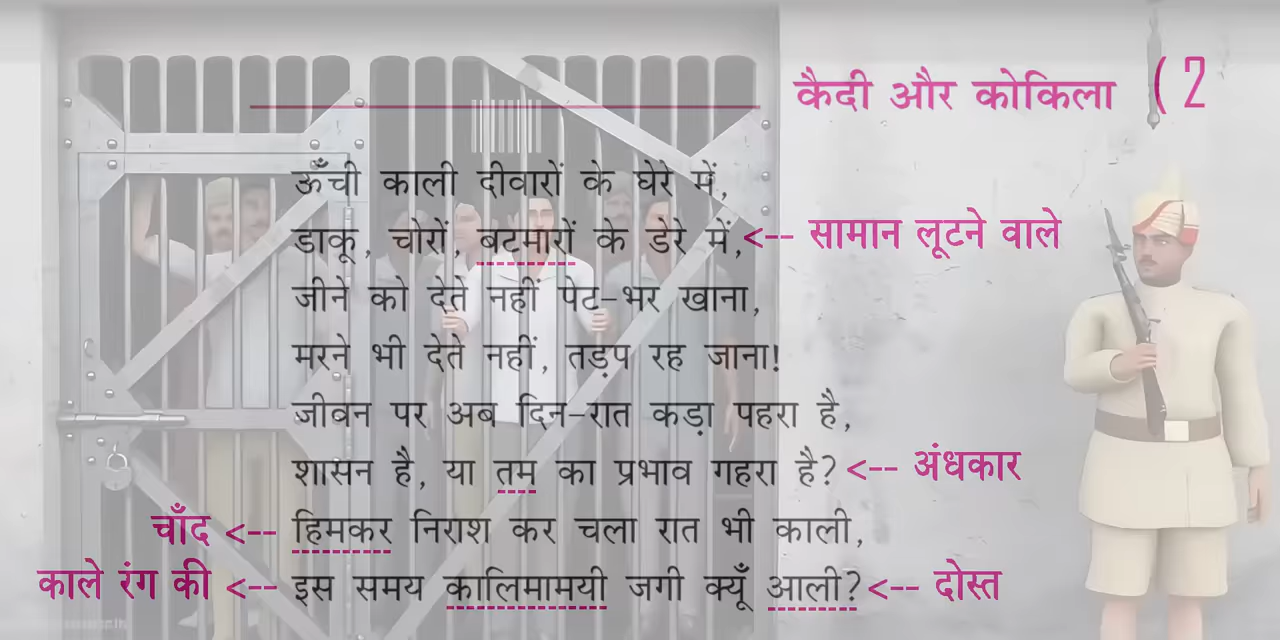 कैदी और कोकिला (2
ऊँची काली दीवारों के घेरे में,
डाकू, चोरों, बटमारों के डेरे में,<-- सामान लूटने वाले
जीने को देते नहीं पेट-भर खाना,
मरने भी देते नहीं, तड़प रह जाना!
जीवन पर अब दिन-रात कड़ा पहरा है,
शासन है, या तम का प्रभाव गहरा है? <-- अंधकार
चाँद <-- हिमकर निराश कर चला रात भी काली,
काले रंग की <-- इस समय कालिमामयी जगी क्यूँ आली? <-- दोस्त